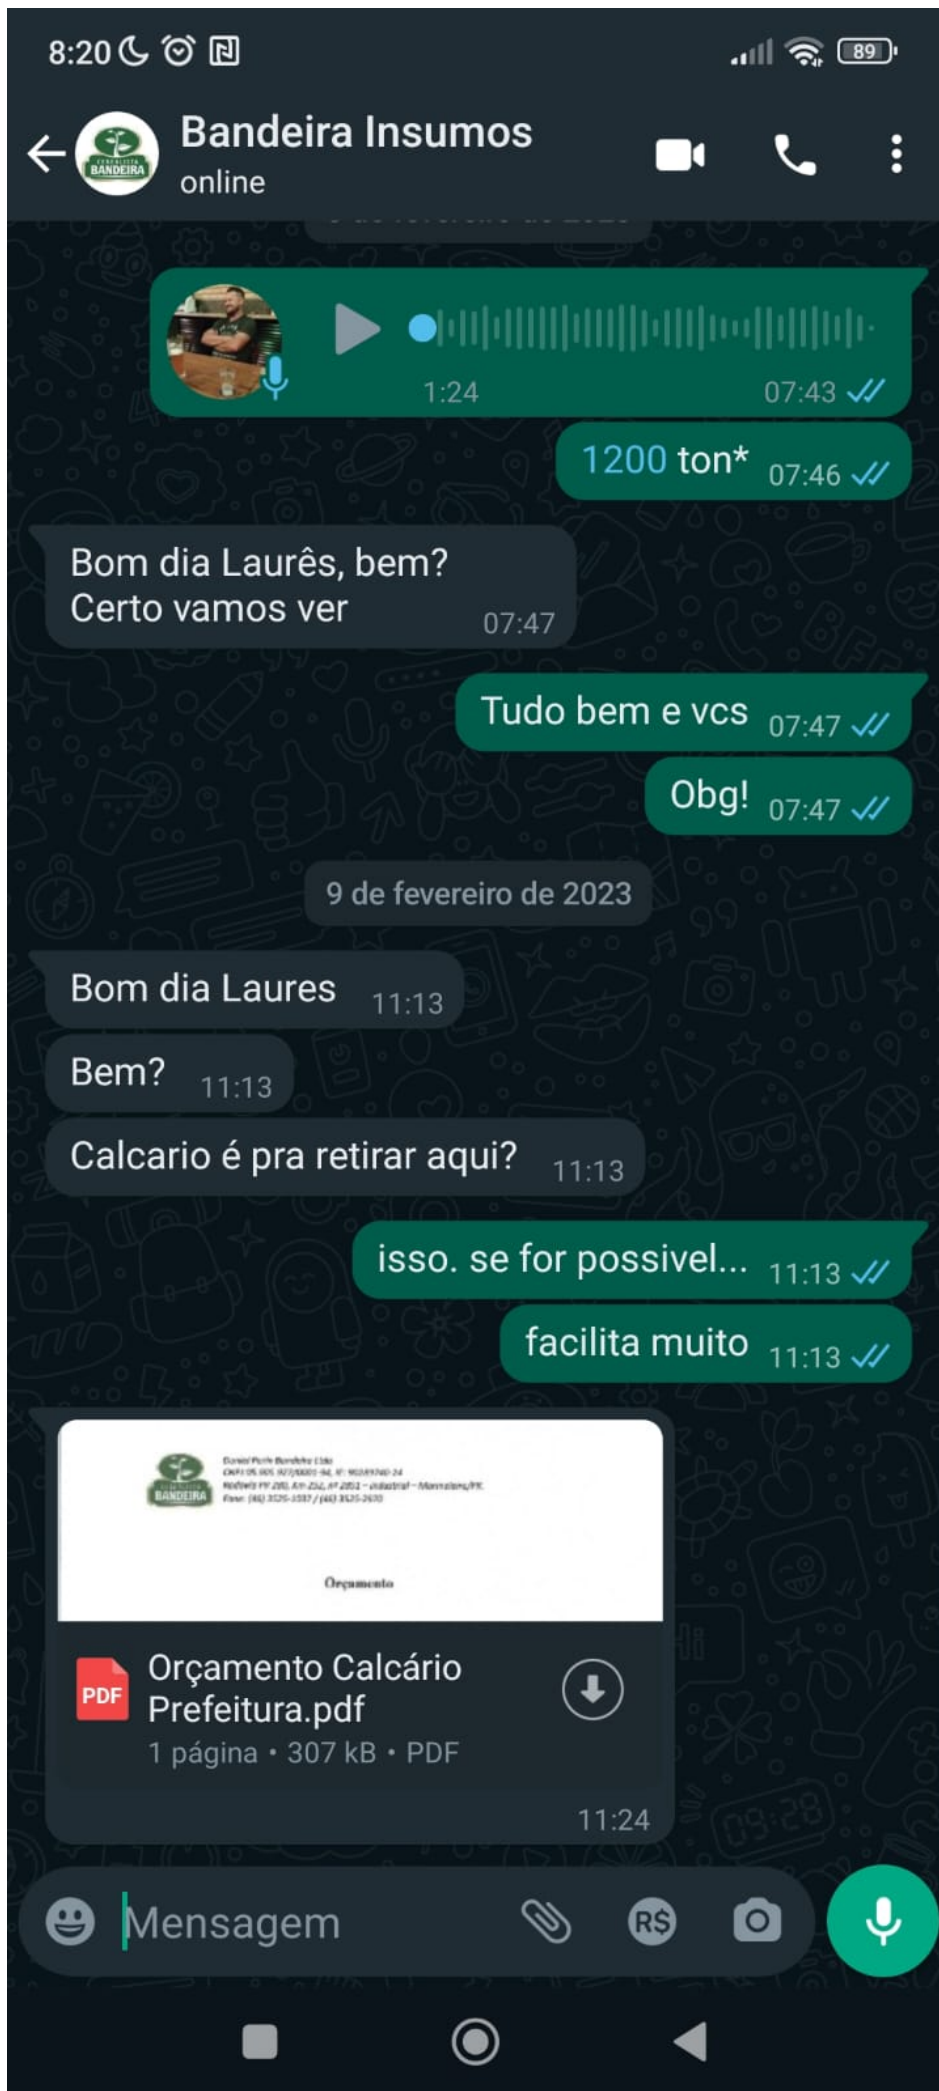 8:20
89
Bandeira Insumos
online
CEREALISTA
BANDEIRA
1:24
07:43
1200 ton*
07:46
Bom dia Laurês, bem?
Certo vamos ver
07:47
Tudo bem e vcs
07:47
Obg!
07:47
9 de fevereiro de 2023
Bom dia Laures
11:13
Bem?
11:13
Calcario é pra retirar aqui?
11:13
isso. se for possivel...
11:13
facilita muito
11:13
BANDEIRA
Orçamento
PDF
Orçamento Calcário
Prefeitura.pdf
1 página • 307 kB • PDF
11:24
Mensagem
R$